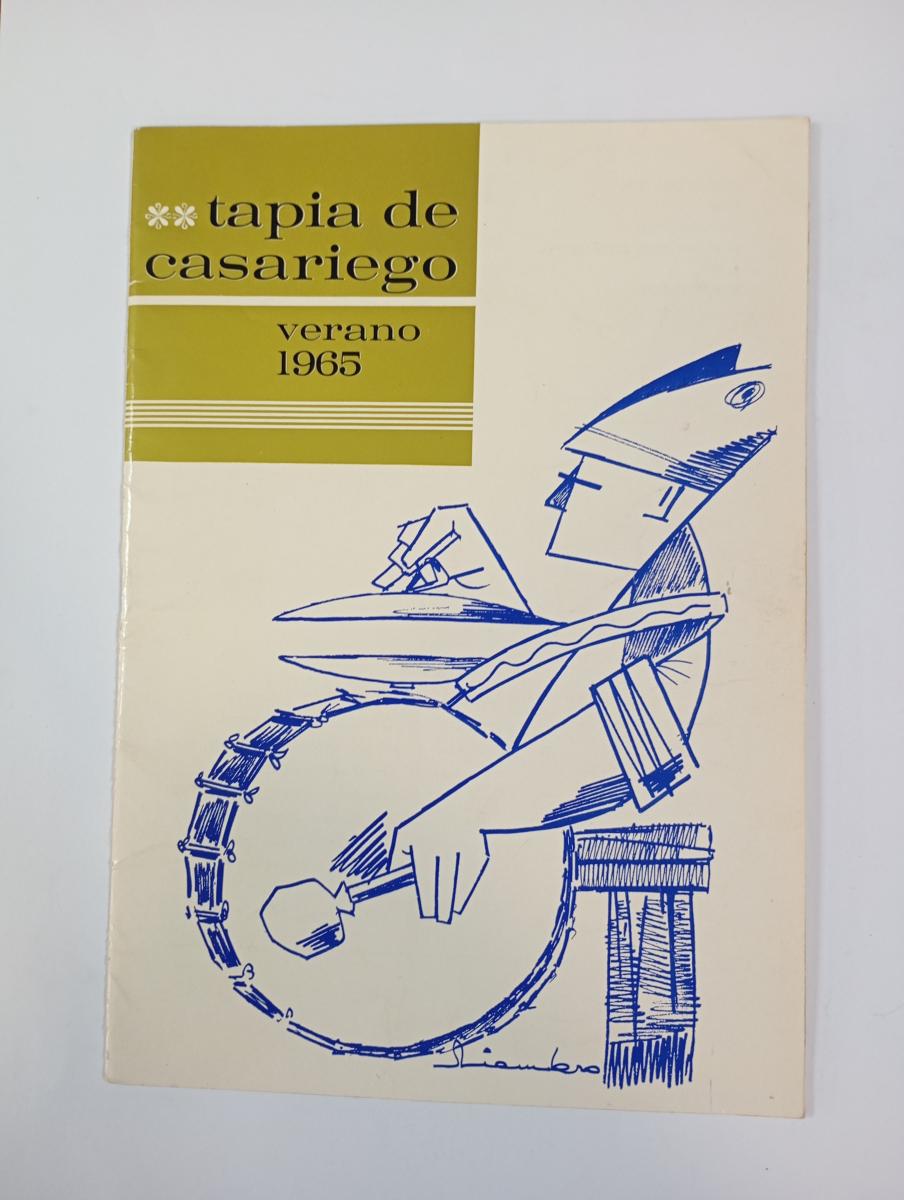 tapia de
casariego
verano
1965